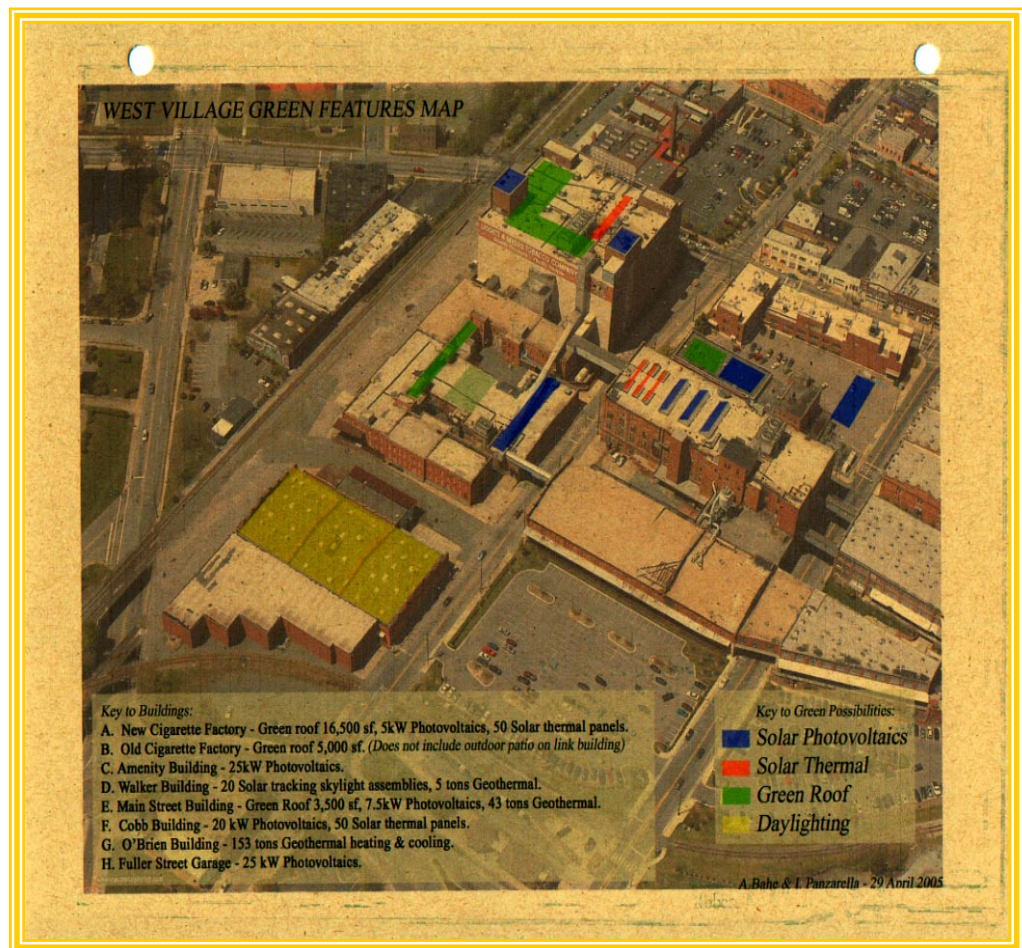 WEST VILLAGE GREEN FEATURES MAP
Key to Buildings:
A. New Cigarette Factory - Green roof 16,500 sf, 5kW Photovoltaics, 50 Solar thermal panels.
B. Old Cigarette Factory - Green roof 5,000 sf. (Does not include outdoor patio on link building)
C. Amenity Building - 25kW Photovoltaics.
D. Walker Building - 20 Solar tracking skylight assemblies, 5 tons Geothermal.
E. Main Street Building - Green Roof 3,500 sf, 7.5kW Photovoltaics, 43 tons Geothermal.
F. Cobb Building - 20 kW Photovoltaics, 50 Solar thermal panels.
G. O'Brien Building - 153 tons Geothermal heating & cooling.
H. Fuller Street Garage - 25 kW Photovoltaics.
Key to Green Possibilities:
Solar Photovoltaics
Solar Thermal
Green Roof
Daylighting
A Bahe & L Panzarella - 29 April 2005